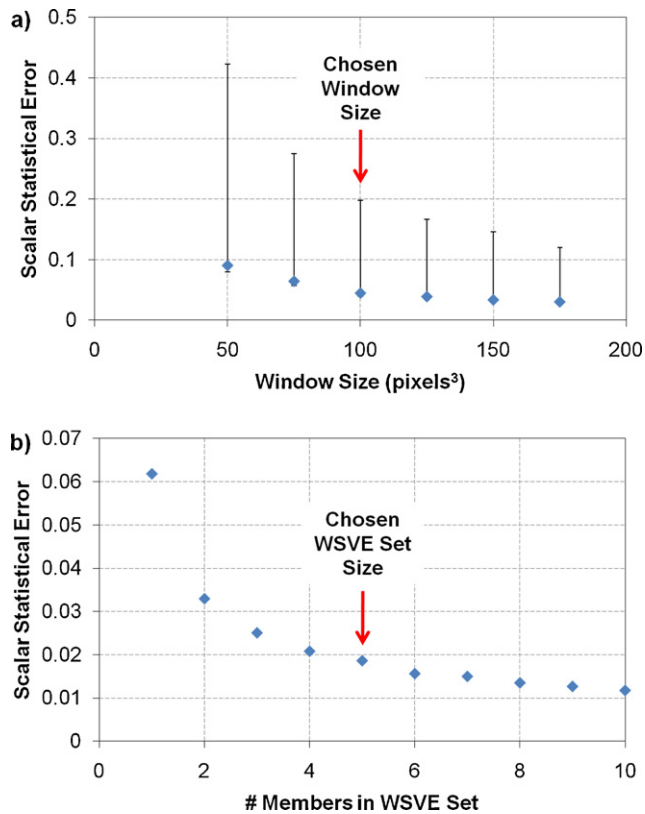 a)
0.5
0.4
0.3
0.2
0.1
0
Scalar Statistical Error
Chosen
Window
Size
0
50
100
150
200
Window Size (pixels³)
b)
0.07
0.06
0.05
0.04
0.03
0.02
0.01
0
Scalar Statistical Error
Chosen
WSVE Set
Size
0
2
4
6
8
10
# Members in WSVE Set